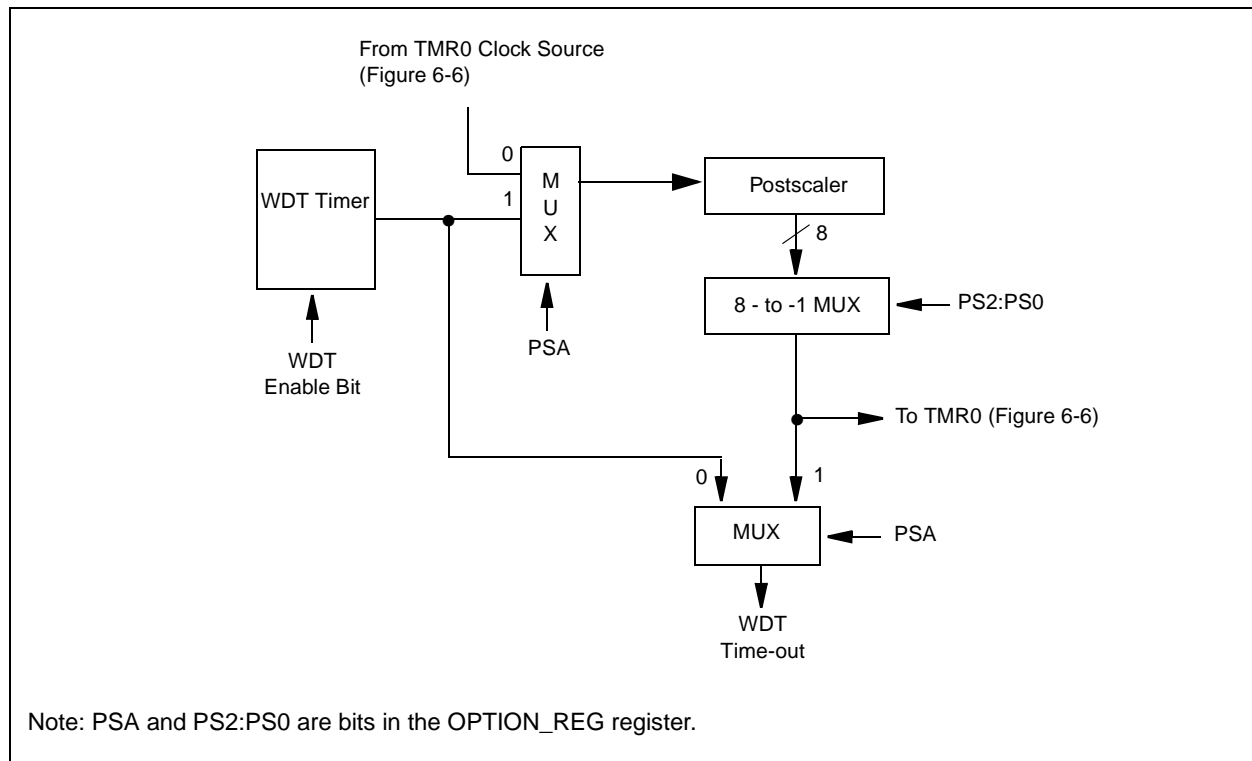 From TMR0 Clock Source
(Figure 6-6)
0
M
U
X
1
WDT Timer
Postscaler
8
8 - to -1 MUX
PS2:PS0
WDT
Enable Bit
PSA
To TMR0 (Figure 6-6)
0
1
MUX
PSA
WDT
Time-out
Note: PSA and PS2:PS0 are bits in the OPTION_REG register.